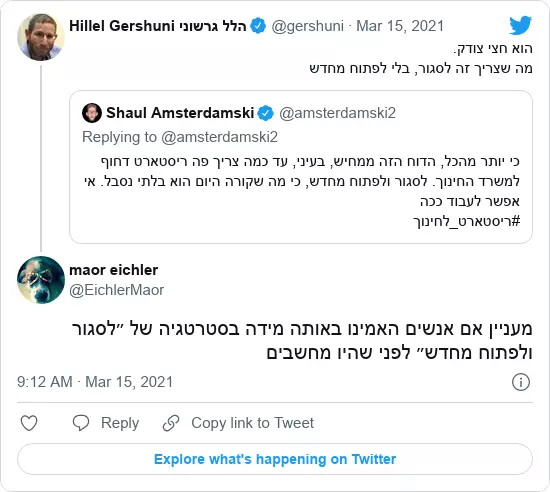 Hillel Gershuni הלל גרשוני @gershuni · Mar 15, 2021
הוא חצי צודק.
מה שצריך זה לסגור, בלי לפתוח מחדש
Shaul Amsterdamski @amsterdamski2
Replying to @amsterdamski2
כי יותר מהכל, הדוח הזה ממחיש, בעיני, עד כמה צריך פה ריסטארט דחוף
למשרד החינוך. לסגור ולפתוח מחדש, כי מה שקורה היום הוא בלתי נסבל. אי
אפשר לעבוד ככה
#ריסטארט_לחינוך
maor eichler
@EichlerMaor
מעניין אם אנשים האמינו באותה מידה בסטרטגיה של ״לסגור
ולפתוח מחדש״ לפני שהיו מחשבים
9:12 AM · Mar 15, 2021
Reply Copy link to Tweet
Explore what's happening on Twitter